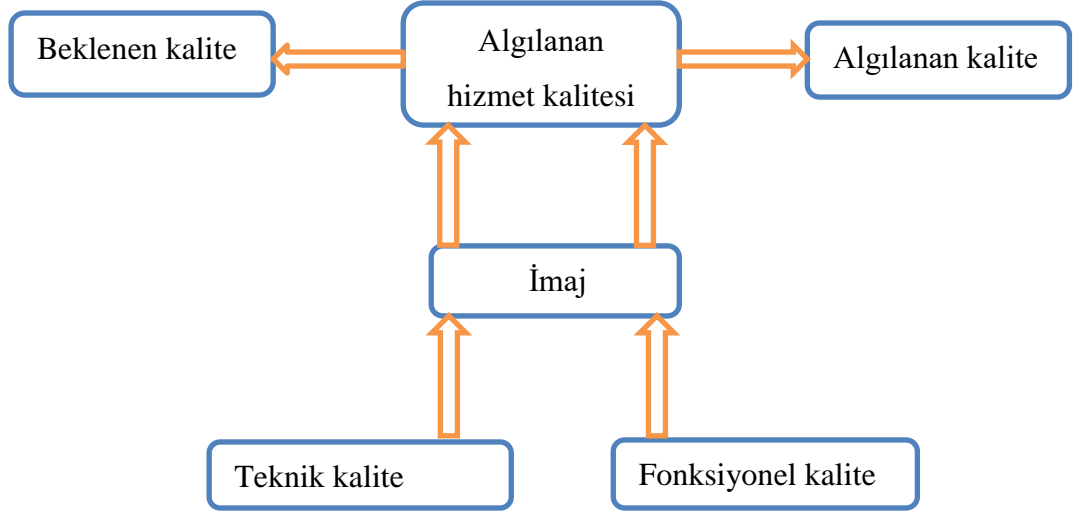 Beklenen kalite
Algılanan
hizmet kalitesi
Algılanan kalite
İmaj
Teknik kalite
Fonksiyonel kalite